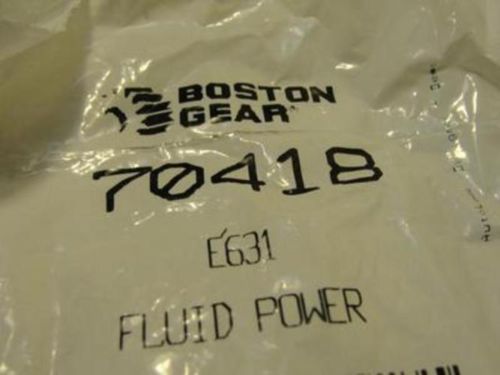 BOSTON
GEAR
70418
E631
FLUID POWER